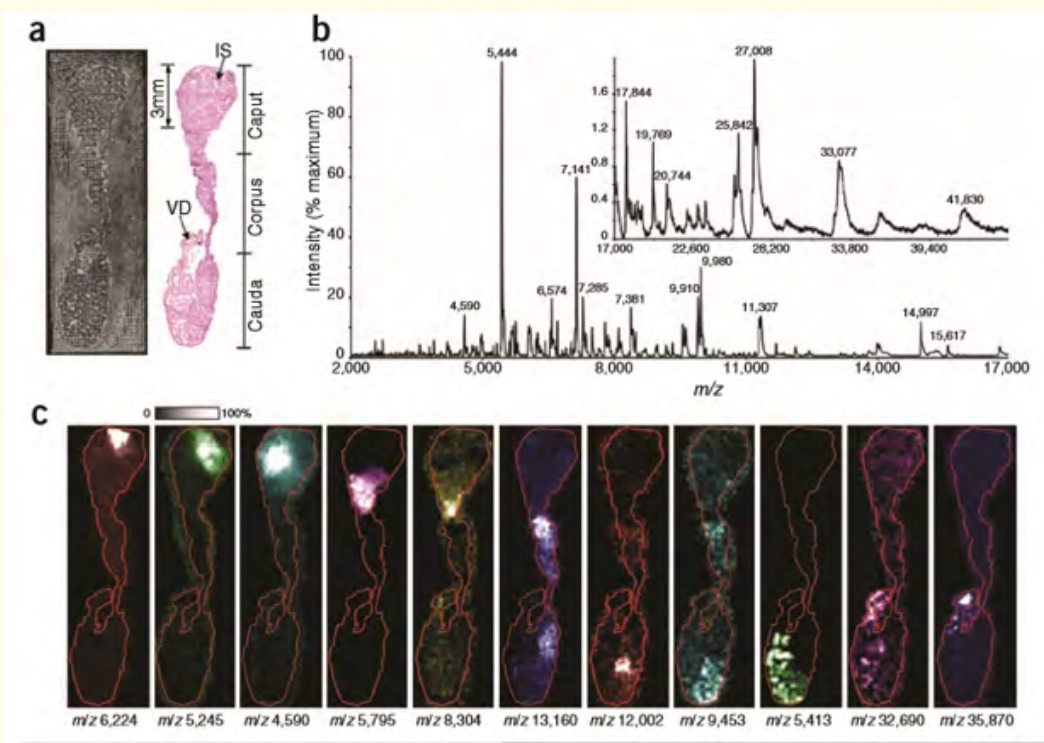 a
IS
3mm
Caput
Corpus
VD
Cauda
b
Intensity (% maximum)
100
80
60
40
20
0
5,444
7,141
4,590
6,574
7,285
7,381
9,910
9,980
11,307
14,997
15,617
2,000 5,000 8,000 11,000 14,000 17,000
m/z
1.6
1.2
0.8
0.4
0
17,844
19,769
20,744
25,842
27,008
33,077
41,830
17,000 22,600 28,200 33,800 39,400
c
0 100%
m/z 6,224 m/z 5,245 m/z 4,590 m/z 5,795 m/z 8,304 m/z 13,160 m/z 12,002 m/z 9,453 m/z 5,413 m/z 32,690 m/z 35,870